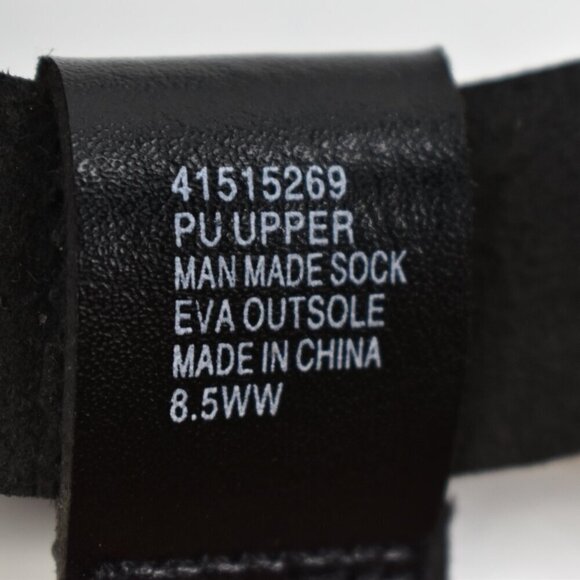 41515269
PU UPPER
MAN MADE SOCK
EVA OUTSOLE
MADE IN CHINA
8.5WW